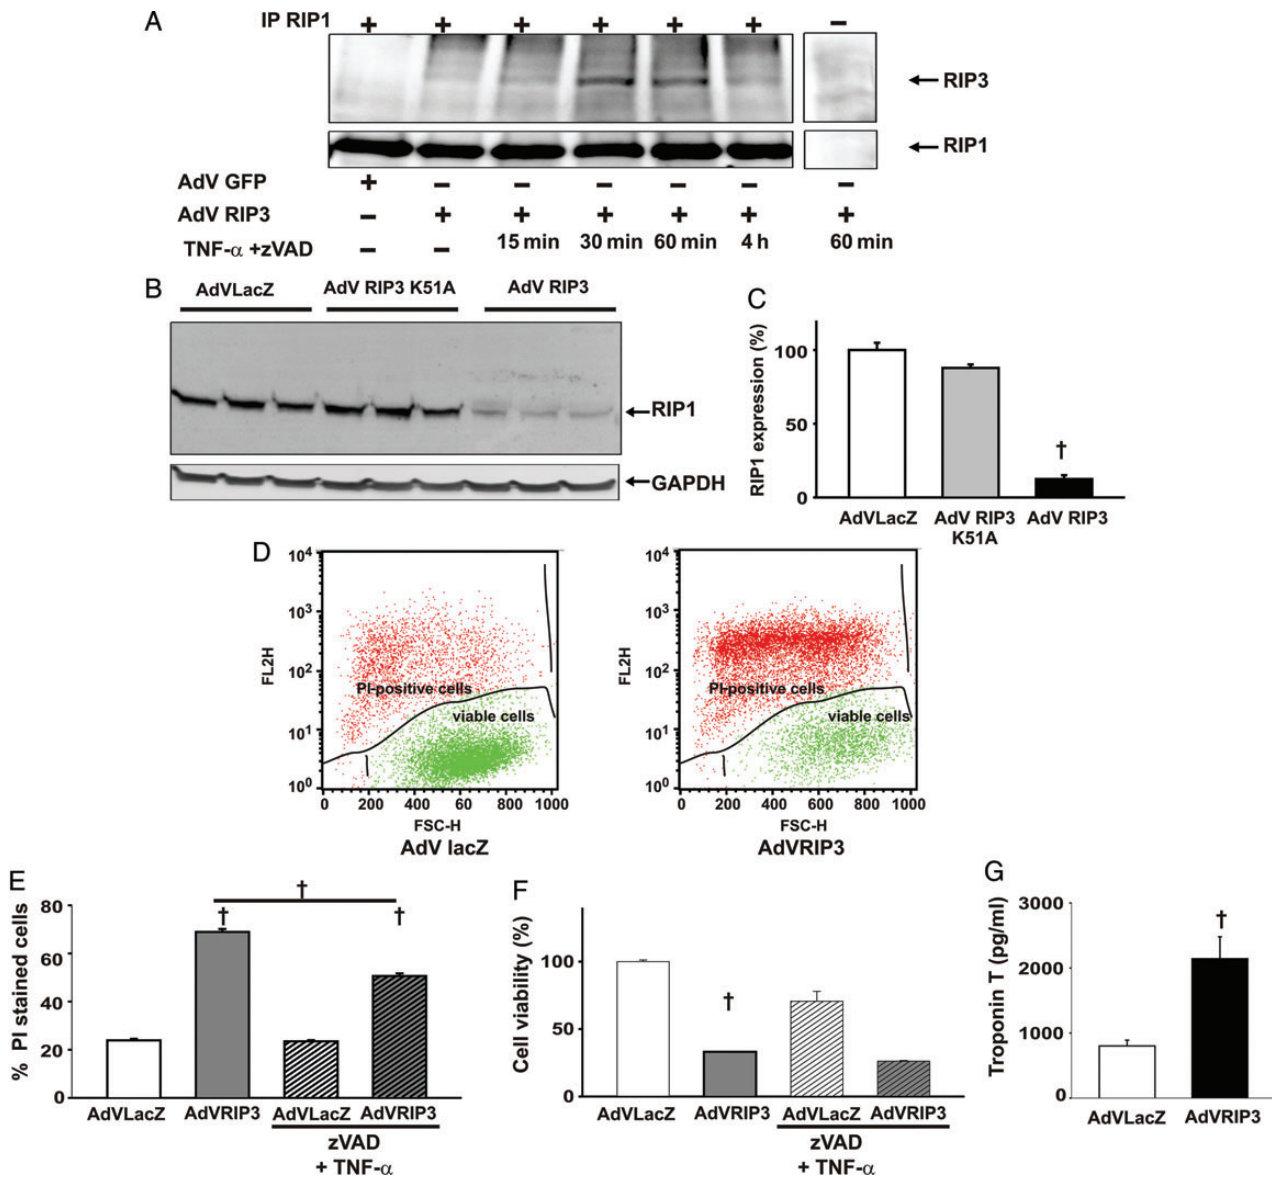 A
IP RIP1 + + + + + + −
RIP3
RIP1
AdV GFP + − − − − − −
AdV RIP3 − + + + + + +
TNF-α +zVAD − − 15 min 30 min 60 min 4 h 60 min
B
AdVLacZ AdV RIP3 K51A AdV RIP3
RIP1
GAPDH
C
RIP1 expression (%)
100
50
0
†
AdVLacZ AdV RIP3 AdV RIP3
K51A
D
FL2H
10⁴
10³
10²
10¹
10⁰
PI-positive cells
viable cells
0 200 400 60 800 1000
FSC-H
AdV lacZ
FL2H
10⁴
10³
10²
10¹
10⁰
PI-positive cells
viable cells
0 200 400 600 800 1000
FSC-H
AdVRIP3
E
% PI stained cells
80
60
40
20
0
†
† †
AdVLacZ AdVRIP3 AdVLacZ AdVRIP3
zVAD
+ TNF-α
F
Cell viability (%)
100
50
0
†
AdVLacZ AdVRIP3 AdVLacZ AdVRIP3
zVAD
+ TNF-α
G
Troponin T (pg/ml)
3000
2000
1000
0
†
AdVLacZ AdVRIP3